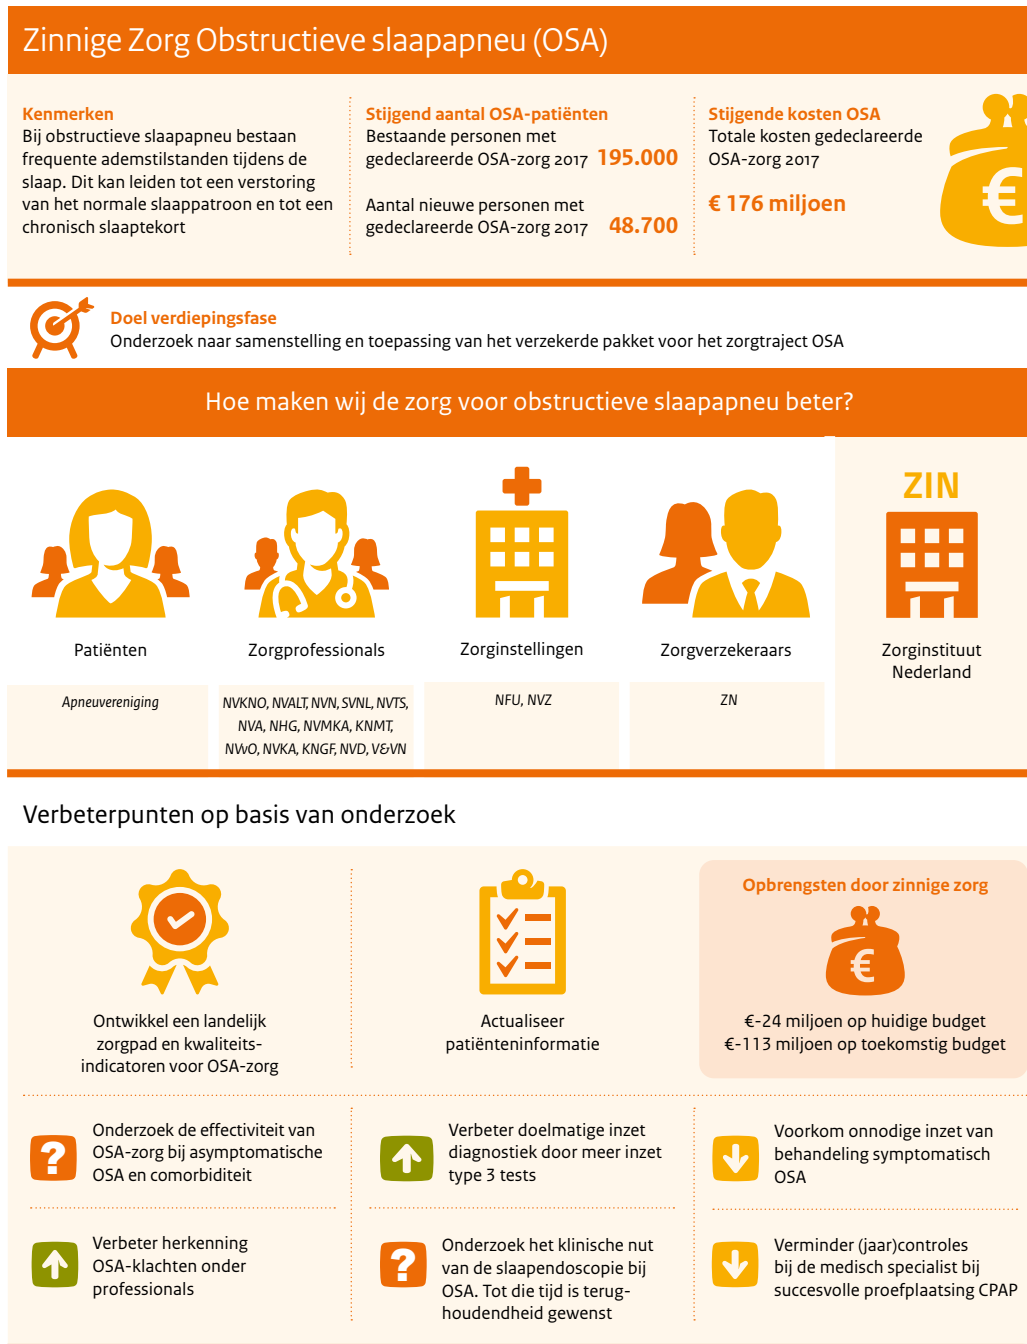 Zinnige Zorg Obstructieve slaapapneu (OSA)
Kenmerken
Bij obstructieve slaapapneu bestaan
frequente ademstilstanden tijdens de
slaap. Dit kan leiden tot een verstoring
van het normale slaappatroon en tot een
chronisch slaaptekort
Stijgend aantal OSA-patiënten
Bestaande personen met
gedeclareerde OSA-zorg 2017 195.000
Aantal nieuwe personen met
gedeclareerde OSA-zorg 2017 48.700
Stijgende kosten OSA
Totale kosten gedeclareerde
OSA-zorg 2017
€ 176 miljoen
€
Doel verdiepingsfase
Onderzoek naar samenstelling en toepassing van het verzekerde pakket voor het zorgtraject OSA
Hoe maken wij de zorg voor obstructieve slaapapneu beter?
Patiënten
Apneuvereniging
Zorgprofessionals
NVKNO, NVALT, NVN, SVNL, NVTS,
NVA, NHG, NVMKA, KNMT,
NVvO, NVKA, KNGF, NVD, V&VN
Zorginstellingen
NFU, NVZ
Zorgverzekeraars
ZN
ZIN
Zorginstituut
Nederland
Verbeterpunten op basis van onderzoek
Ontwikkel een landelijk
zorgpad en kwaliteits-
indicatoren voor OSA-zorg
Actualiseer
patiënteninformatie
Opbrengsten door zinnige zorg
€
€-24 miljoen op huidige budget
€-113 miljoen op toekomstig budget
?
Onderzoek de effectiviteit van
OSA-zorg bij asymptomatische
OSA en comorbiditeit
Verbeter doelmatige inzet
diagnostiek door meer inzet
type 3 tests
Voorkom onnodige inzet van
behandeling symptomatisch
OSA
Verbeter herkenning
OSA-klachten onder
professionals
?
Onderzoek het klinische nut
van de slaapendoscopie bij
OSA. Tot die tijd is terug-
houdendheid gewenst
Verminder (jaar)controles
bij de medisch specialist bij
succesvolle proefplaatsing CPAP